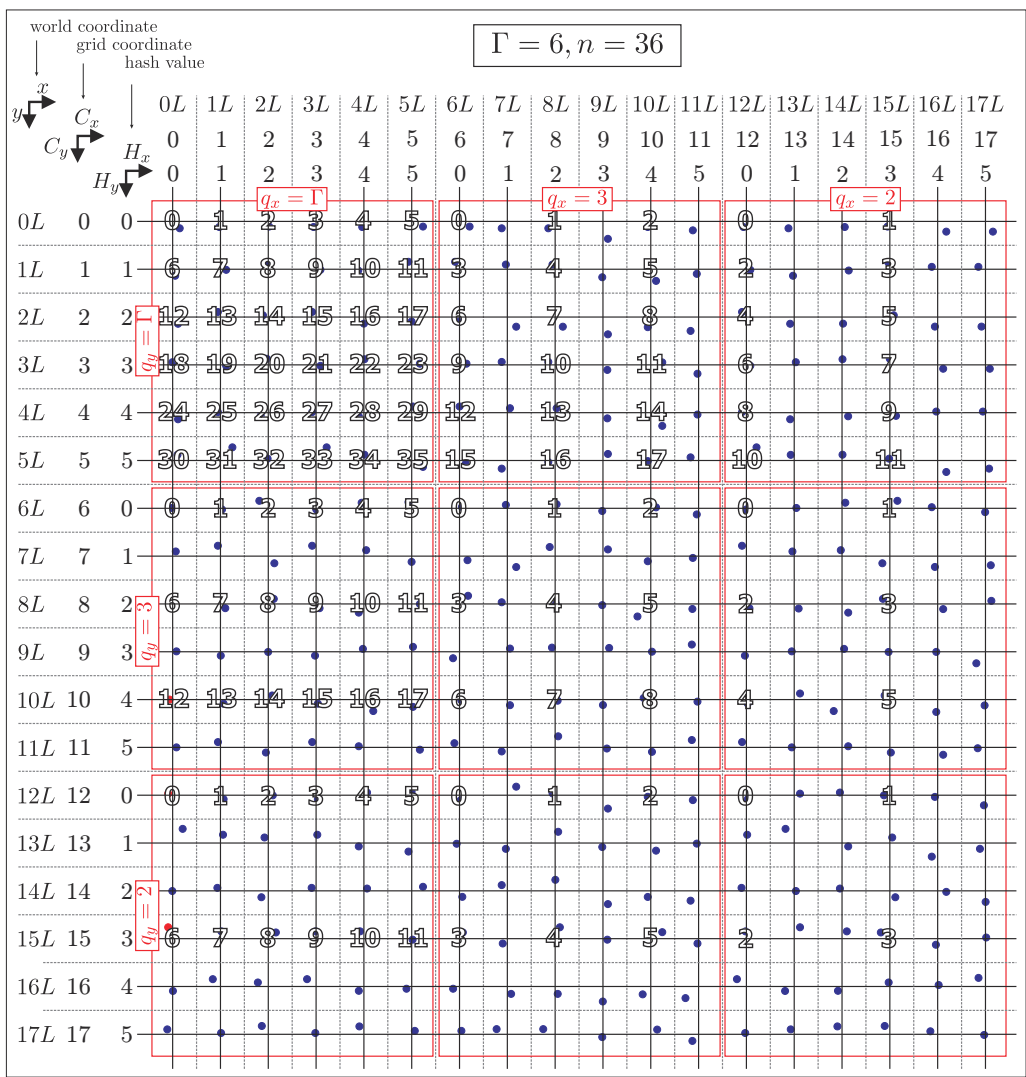 world coordinate
grid coordinate
hash value
Γ = 6, n = 36
x
y
C_x
C_y
H_x
H_y
0L 1L 2L 3L 4L 5L 6L 7L 8L 9L 10L 11L 12L 13L 14L 15L 16L 17L
0 1 2 3 4 5 6 7 8 9 10 11 12 13 14 15 16 17
0 1 2 3 4 5 0 1 2 3 4 5 0 1 2 3 4 5
q_x = Γ q_x = 3 q_x = 2
0L 0 0 0 1 2 3 4 5 0 1 2 0 1
1L 1 1 6 7 8 9 10 11 3 4 5 2 3
2L 2 2 12 13 14 15 16 17 6 7 8 4 5
q_y = Γ
3L 3 3 18 19 20 21 22 23 9 10 11 6 7
4L 4 4 24 25 26 27 28 29 12 13 14 8 9
5L 5 5 30 31 32 33 34 35 15 16 17 10 11
6L 6 0 0 1 2 3 4 5 0 1 2 0 1
7L 7 1
8L 8 2 6 7 8 9 10 11 3 4 5 2 3
q_y = 3
9L 9 3
10L 10 4 12 13 14 15 16 17 6 7 8 4 5
11L 11 5
12L 12 0 0 1 2 3 4 5 0 1 2 0 1
13L 13 1
14L 14 2
q_y = 2
15L 15 3 6 7 8 9 10 11 3 4 5 2 3
16L 16 4
17L 17 5